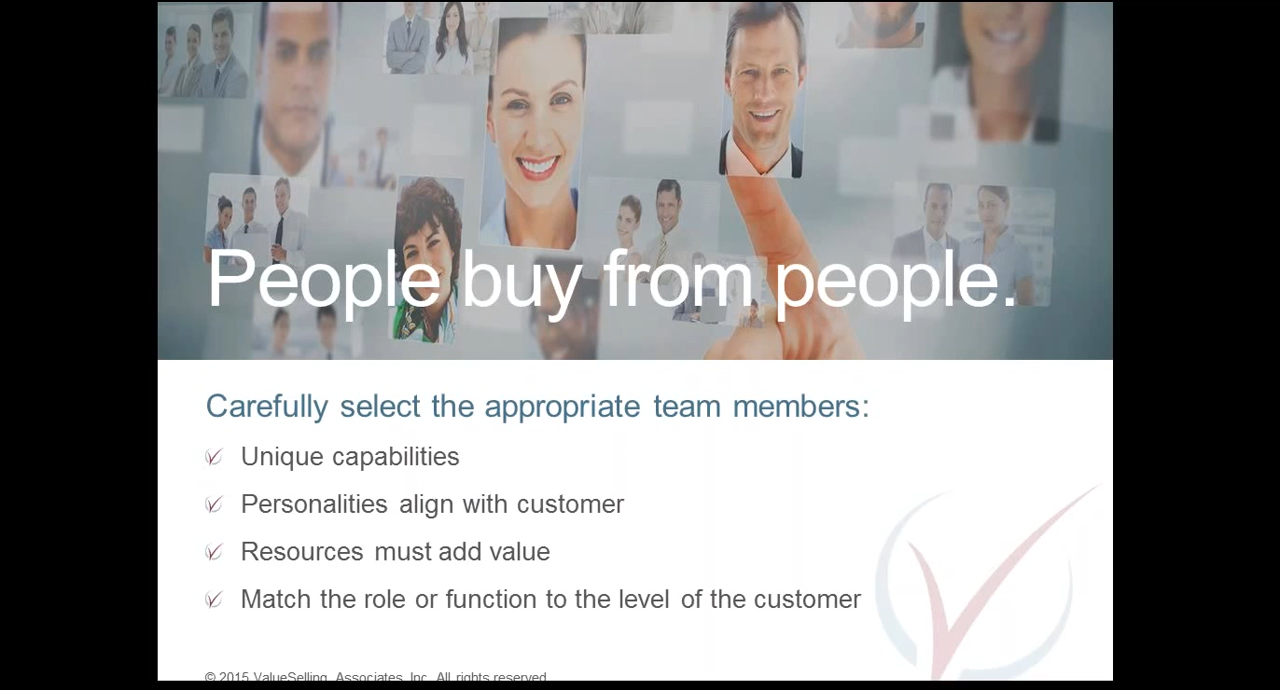 People buy from people.
Carefully select the appropriate team members:
Unique capabilities
Personalities align with customer
Resources must add value
Match the role or function to the level of the customer
© 2015 ValueSelling Associates, Inc. All rights reserved